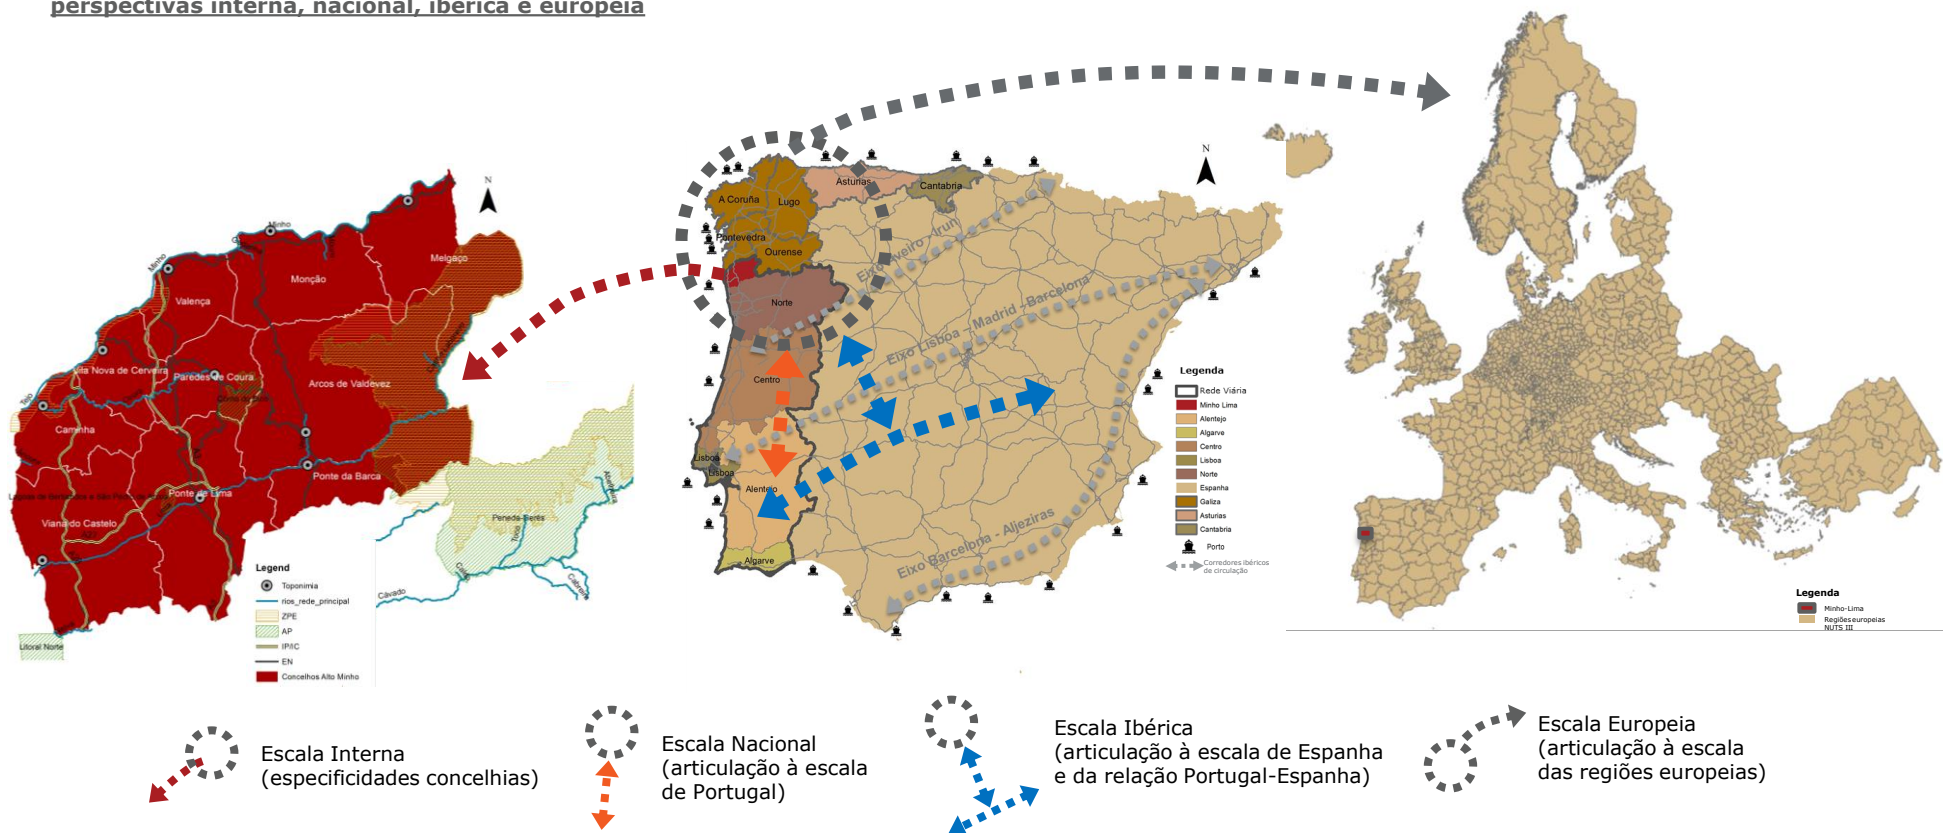 perspectivas interna, nacional, ibérica e europeia
N
Minho
Minho
Melgaço
Monção
Valença
Vila Nova de Cerveira
Paredes de Coura
Arcos de Valdevez
Corno do Bico
Caminha
Ponte da Barca
Ponte de Lima
Viana do Castelo
Peneda-Gerês
Cávado
Litoral Norte
Legend
Toponimia
rios_rede_principal
ZPE
AP
IP/IC
EN
Concelhos Alto Minho
N
A Coruña
Lugo
Pontevedra
Ourense
Asturias
Cantabria
Norte
Centro
Lisboa
Lisboa
Alentejo
Algarve
Eixo Aveiro - Irun
Eixo Lisboa – Madrid - Barcelona
Eixo Barcelona - Aljeziras
Legenda
Rede Viária
Minho Lima
Alentejo
Algarve
Centro
Lisboa
Norte
Espanha
Galiza
Asturias
Cantabria
Porto
Corredores ibéricos
de circulação
Legenda
Minho-Lima
Regiões europeias
NUTS III
Escala Interna
(especificidades concelhias)
Escala Nacional
(articulação à escala
de Portugal)
Escala Ibérica
(articulação à escala de Espanha
e da relação Portugal-Espanha)
Escala Europeia
(articulação à escala
das regiões europeias)